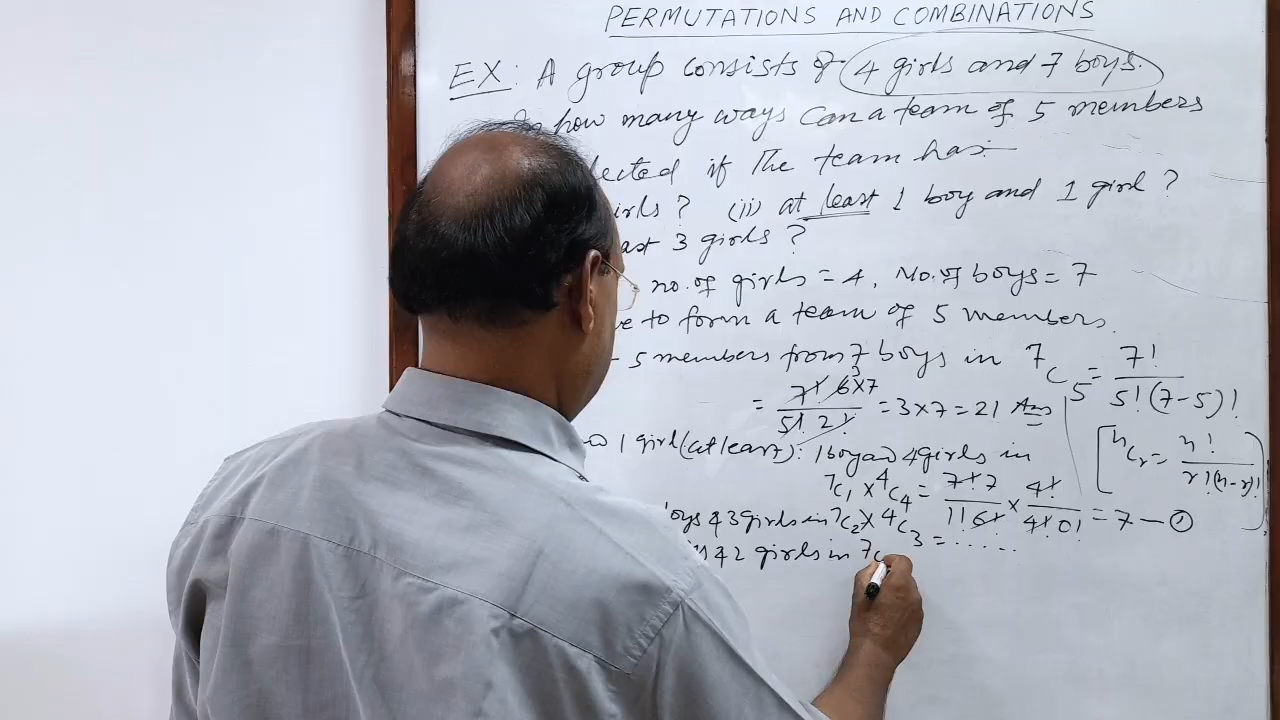 PERMUTATIONS AND COMBINATIONS
EX: A group consists of 4 girls and 7 boys.
how many ways can a team of 5 members
lected if the team has
irls ? (ii) at least 1 boy and 1 girl ?
ast 3 girls ?
no. of girls = 4, No. of boys = 7
ve to form a team of 5 members.
5 members from 7 boys in 7C5 = 7! / 5!(7-5)!
= 7! 6×7 3 / 5! 2! = 3×7 = 21 Ans
1 girl (at least): 1 boy and 4 girls in [nCr = n! / r!(n-r)!]
7C1 × 4C4 = 7! 7 / 1! 6! × 4! / 4! 0! = 7 — ①
oys & 3 girls in 7C2 × 4C3 = ......
& 2 girls in 7C